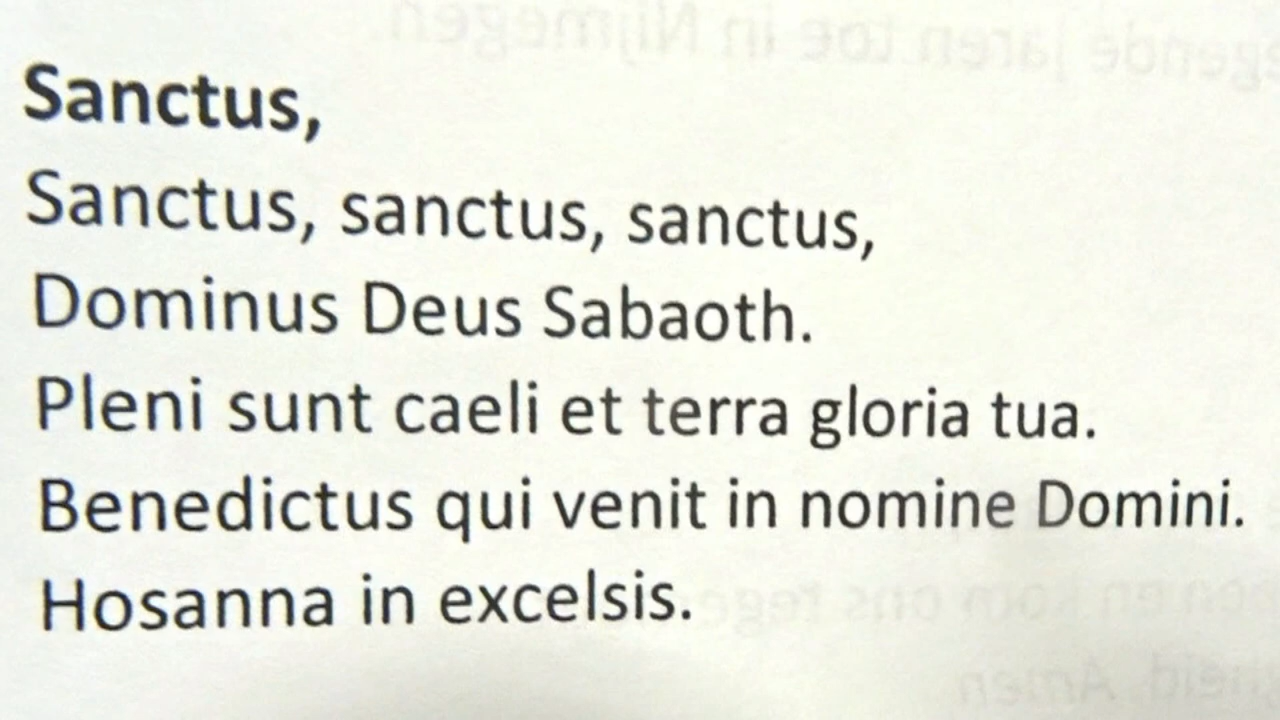 Sanctus,
Sanctus, sanctus, sanctus,
Dominus Deus Sabaoth.
Pleni sunt caeli et terra gloria tua.
Benedictus qui venit in nomine Domini.
Hosanna in excelsis.